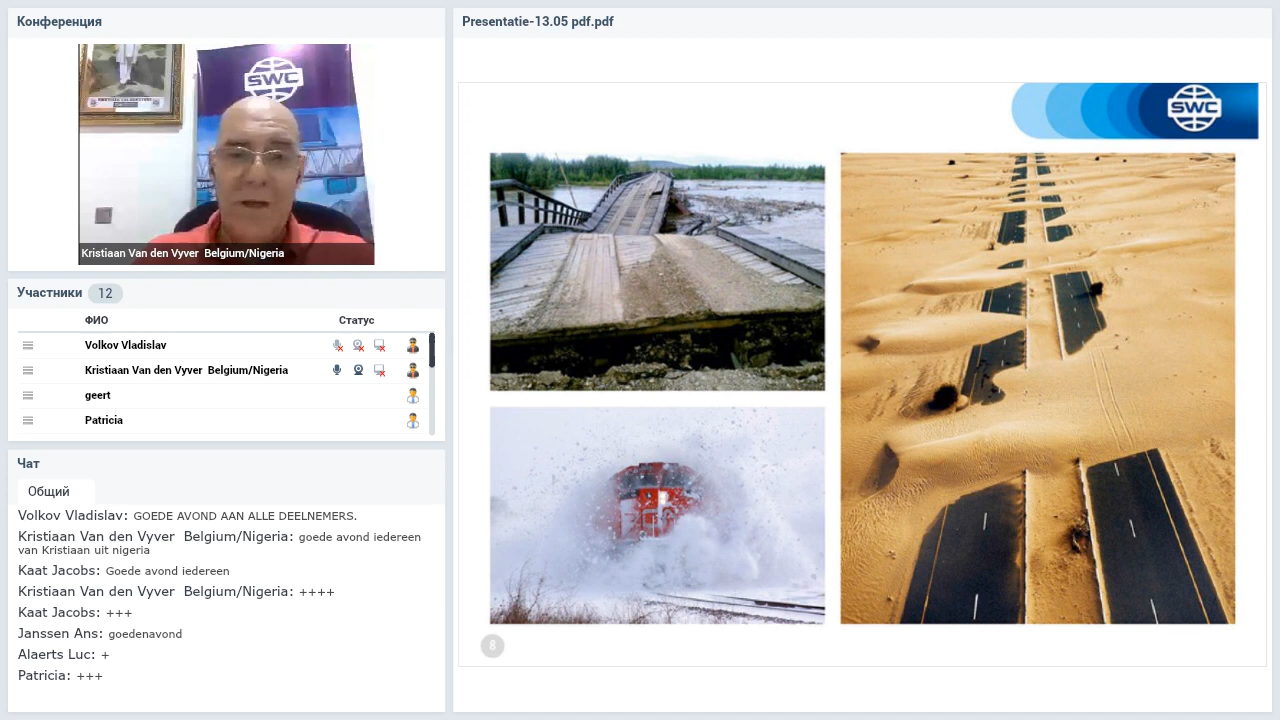 Конференция
SWC
Kristiaan Van den Vyver  Belgium/Nigeria
Участники 12
ФИО Статус
Volkov Vladislav
Kristiaan Van den Vyver  Belgium/Nigeria
geert
Patricia
Чат
Общий
Volkov Vladislav: GOEDE AVOND AAN ALLE DEELNEMERS.
Kristiaan Van den Vyver  Belgium/Nigeria: goede avond iedereen
van Kristiaan uit nigeria
Kaat Jacobs: Goede avond iedereen
Kristiaan Van den Vyver  Belgium/Nigeria: ++++
Kaat Jacobs: +++
Janssen Ans: goedenavond
Alaerts Luc: +
Patricia: +++
Presentatie-13.05 pdf.pdf
SWC
8